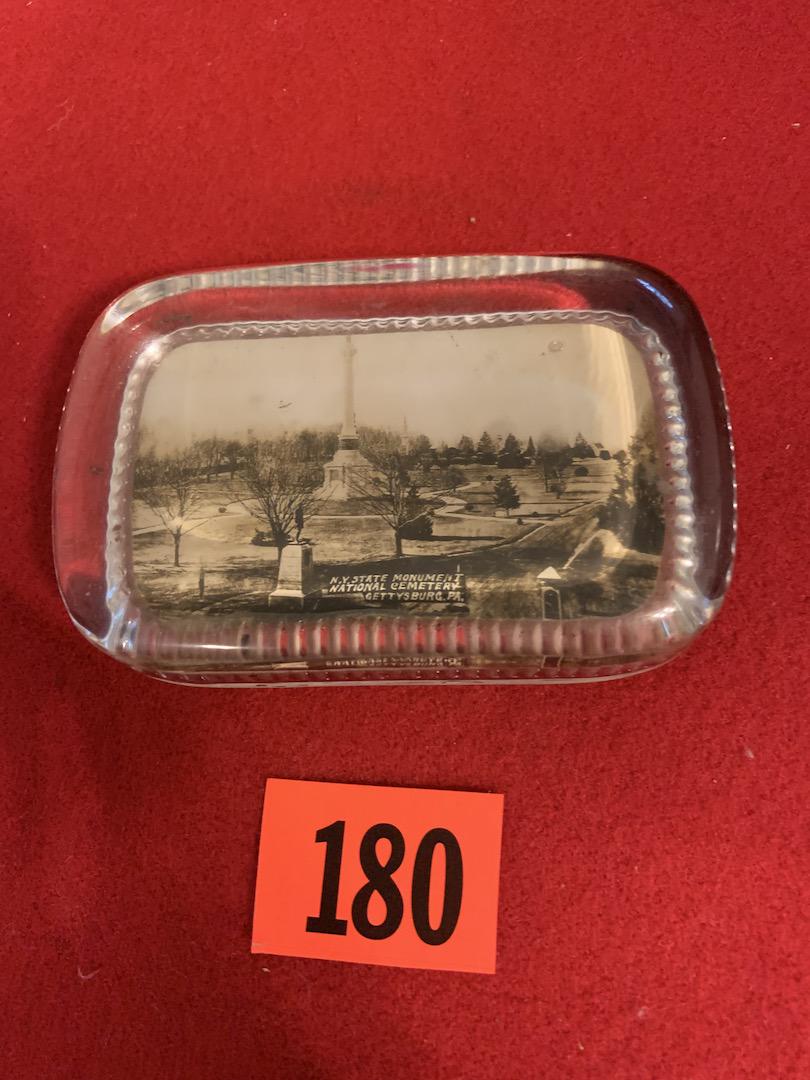 N.Y. STATE MONUMENT
NATIONAL CEMETERY
GETTYSBURG, PA.
180